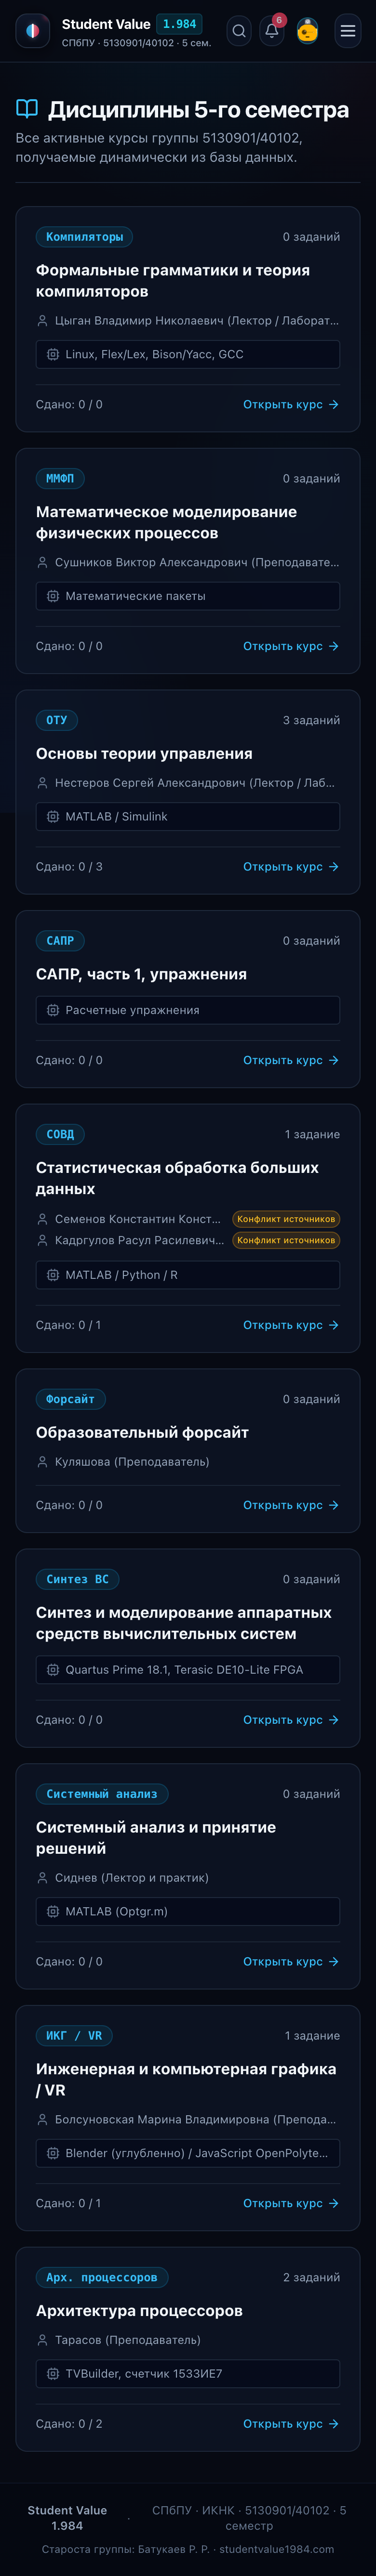 Student Value 1.984
СПбПУ · 5130901/40102 · 5 сем.
6
Дисциплины 5-го семестра
Все активные курсы группы 5130901/40102,
получаемые динамически из базы данных.
Компиляторы
0 заданий
Формальные грамматики и теория
компиляторов
Цыган Владимир Николаевич (Лектор / Лаборат...
Linux, Flex/Lex, Bison/Yacc, GCC
Сдано: 0 / 0
Открыть курс →
ММФП
0 заданий
Математическое моделирование
физических процессов
Сушников Виктор Александрович (Преподавате...
Математические пакеты
Сдано: 0 / 0
Открыть курс →
ОТУ
3 заданий
Основы теории управления
Нестеров Сергей Александрович (Лектор / Лаб...
MATLAB / Simulink
Сдано: 0 / 3
Открыть курс →
САПР
0 заданий
САПР, часть 1, упражнения
Расчетные упражнения
Сдано: 0 / 0
Открыть курс →
СОВД
1 задание
Статистическая обработка больших
данных
Семенов Константин Конст... Конфликт источников
Кадргулов Расул Расилевич... Конфликт источников
MATLAB / Python / R
Сдано: 0 / 1
Открыть курс →
Форсайт
0 заданий
Образовательный форсайт
Куляшова (Преподаватель)
Сдано: 0 / 0
Открыть курс →
Синтез ВС
0 заданий
Синтез и моделирование аппаратных
средств вычислительных систем
Quartus Prime 18.1, Terasic DE10-Lite FPGA
Сдано: 0 / 0
Открыть курс →
Системный анализ
0 заданий
Системный анализ и принятие
решений
Сиднев (Лектор и практик)
MATLAB (Optgr.m)
Сдано: 0 / 0
Открыть курс →
ИКГ / VR
1 задание
Инженерная и компьютерная графика
/ VR
Болсуновская Марина Владимировна (Препода...
Blender (углубленно) / JavaScript OpenPolyte...
Сдано: 0 / 1
Открыть курс →
Арх. процессоров
2 заданий
Архитектура процессоров
Тарасов (Преподаватель)
TVBuilder, счетчик 1533ИЕ7
Сдано: 0 / 2
Открыть курс →
Student Value
1.984
·
СПбПУ · ИКНК · 5130901/40102 · 5
семестр
Староста группы: Батукаев Р. Р. · studentvalue1984.com